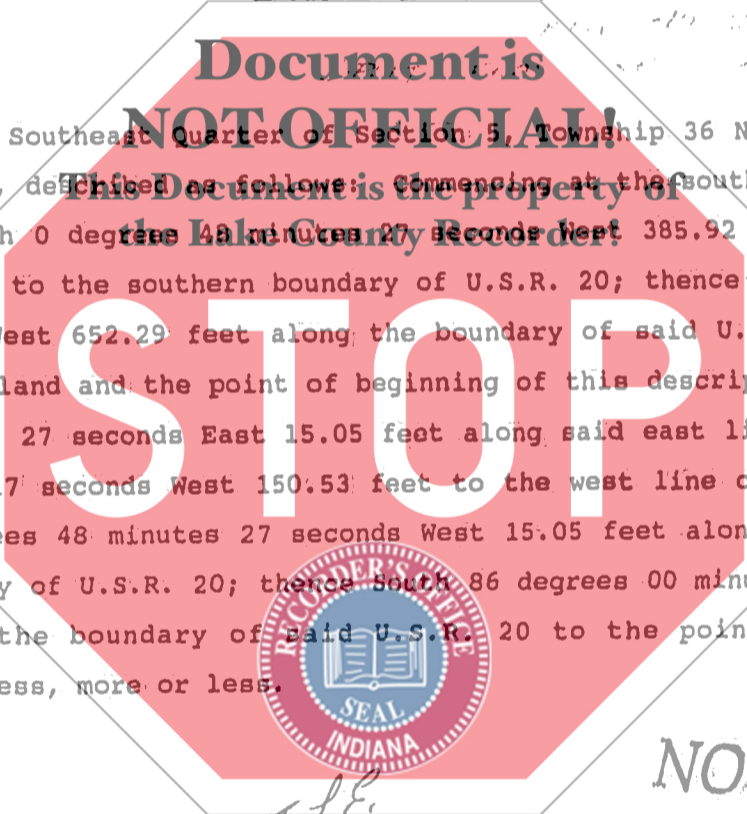 Document is
NOT OFFICIAL!
Southeast Quarter of Section 5, Township 36 N
, described as follows: Commencing at the south
This Document is the property of
the Lake County Recorder!
h 0 degrees 48 minutes 27 seconds West 385.92
to the southern boundary of U.S.R. 20; thence
est 652.29 feet along the boundary of said U.
land and the point of beginning of this descrip
STOP
27 seconds East 15.05 feet along said east li
7 seconds West 150.53 feet to the west line o
es 48 minutes 27 seconds West 15.05 feet alon
y of U.S.R. 20; thence South 86 degrees 00 minu
the boundary of said U.S.R. 20 to the poin
ess, more or less.
RECORDER'S OFFICE
SEAL
INDIANA
NO